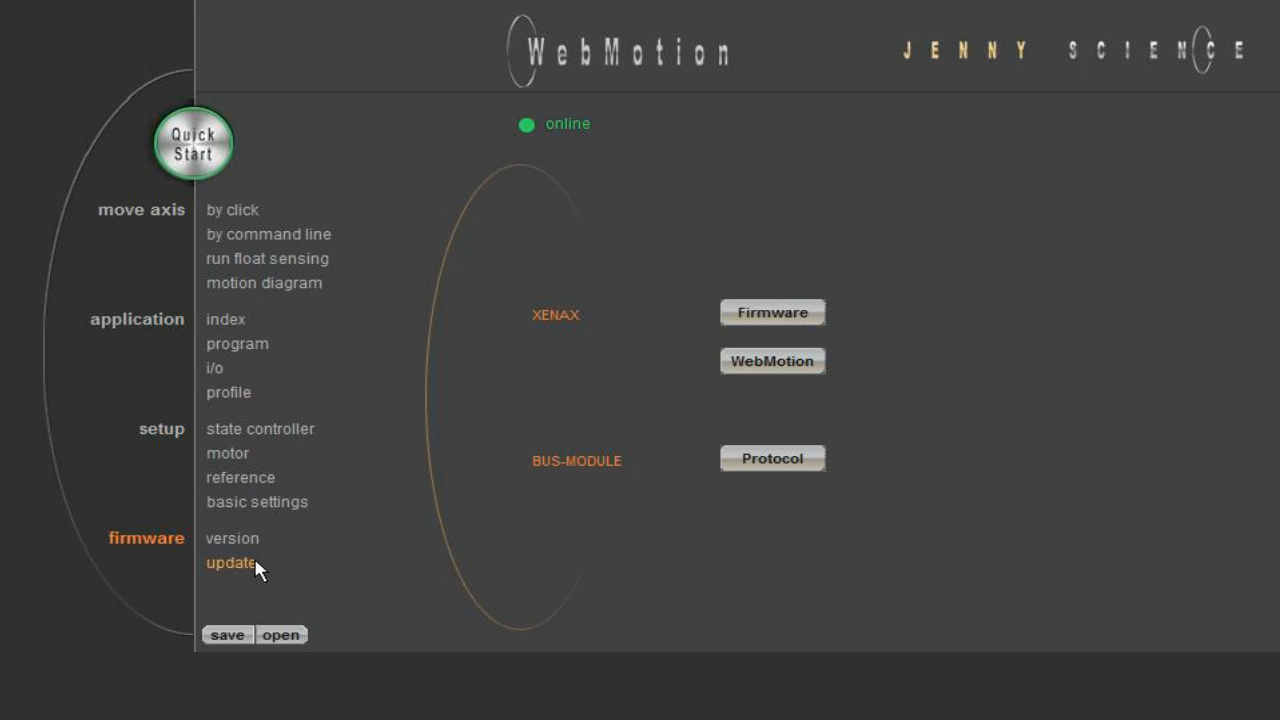 WebMotion
JENNY SCIENCE
online
Quick
Start
move axis
by click
by command line
run float sensing
motion diagram
application
index
program
i/o
profile
setup
state controller
motor
reference
basic settings
firmware
version
update
save open
XENAX
Firmware
WebMotion
BUS-MODULE
Protocol